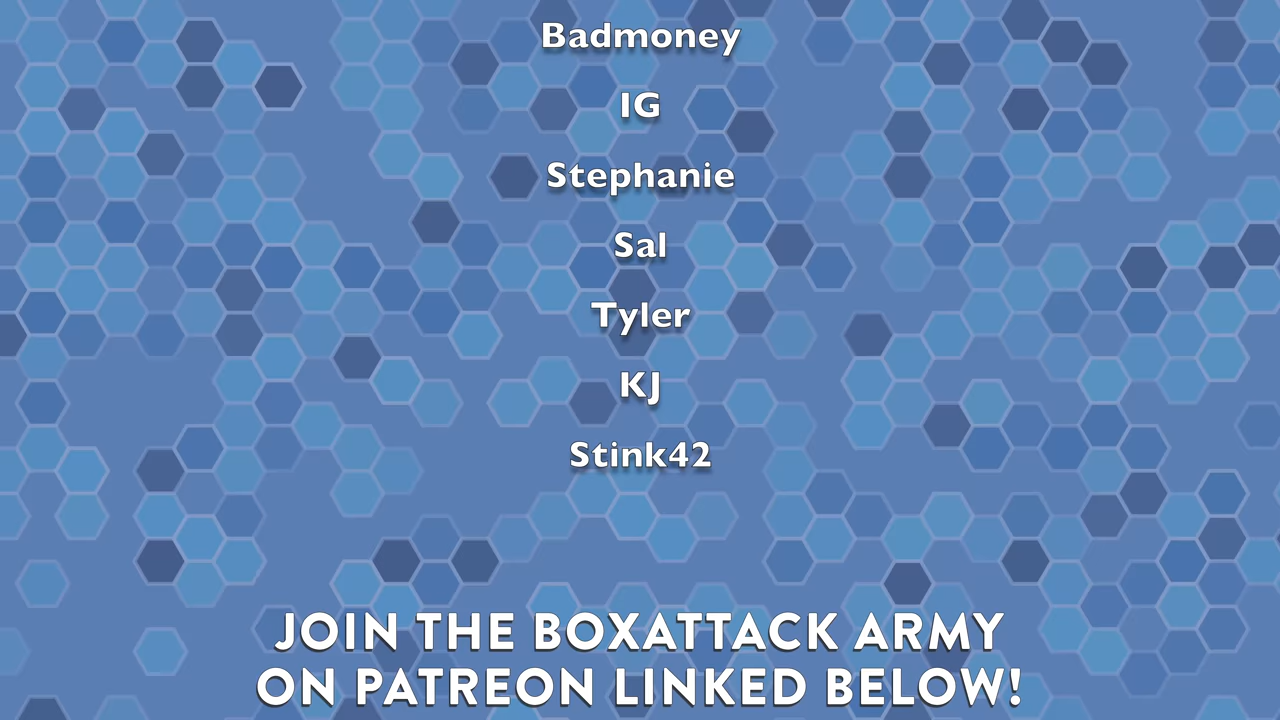 Badmoney
IG
Stephanie
Sal
Tyler
KJ
Stink42
JOIN THE BOXATTACK ARMY
ON PATREON LINKED BELOW!